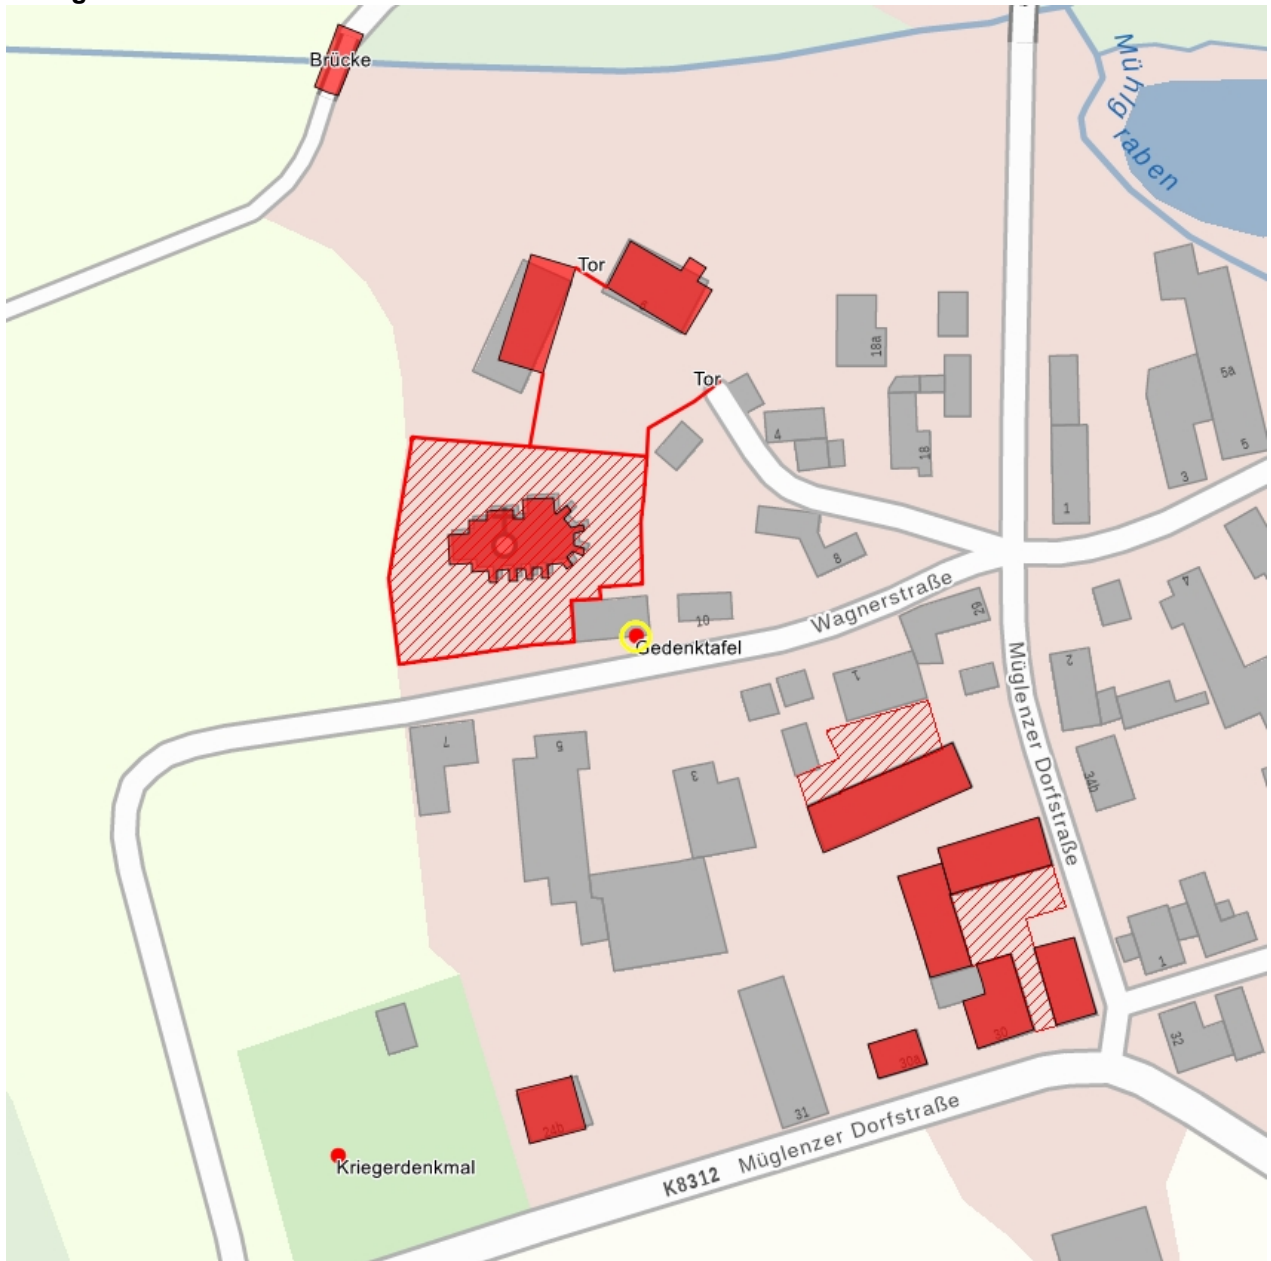 Brücke
Mühlgraben
Tor
6
Tor
18a
4
18
5a
5
3
1
8
Wagnerstraße
10
29
Gedenktafel
4
2
1
Müglenzer Dorfstraße
7
5
3
34b
1
30
32
30a
31
24b
Müglenzer Dorfstraße
K8312
Kriegerdenkmal